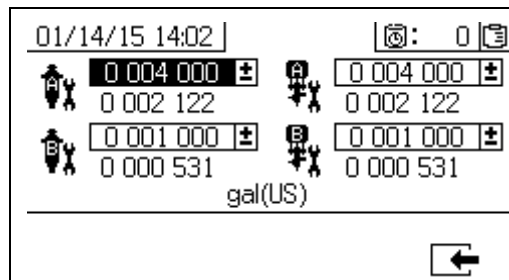 01/14/15 14:02 : 0
A 0 004 000 ± A 0 004 000 ±
0 002 122 0 002 122
B 0 001 000 ± B 0 001 000 ±
0 000 531 0 000 531
gal(US)